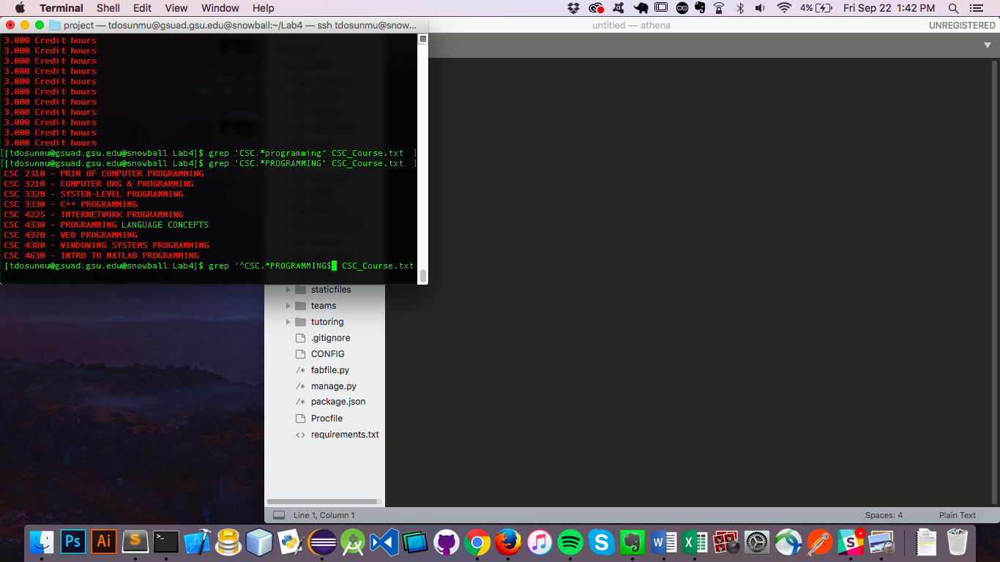 Terminal Shell Edit View Window Help 4% Fri Sep 22 1:42 PM
project — tdosunmu@gsuad.gsu.edu@snowball:~/Lab4 — ssh tdosunmu@snow...
untitled — athena
UNREGISTERED
3.000 Credit hours
3.000 Credit hours
3.000 Credit hours
3.000 Credit hours
3.000 Credit hours
3.000 Credit hours
3.000 Credit hours
3.000 Credit hours
3.000 Credit hours
3.000 Credit hours
3.000 Credit hours
[[tdosunmu@gsuad.gsu.edu@snowball Lab4]$ grep 'CSC.*programming' CSC_Course.txt ]
[[tdosunmu@gsuad.gsu.edu@snowball Lab4]$ grep 'CSC.*PROGRAMMING' CSC_Course.txt ]
CSC 2310 - PRIN OF COMPUTER PROGRAMMING
CSC 3210 - COMPUTER ORG & PROGRAMMING
CSC 3320 - SYSTEM-LEVEL PROGRAMMING
CSC 3330 - C++ PROGRAMMING
CSC 4225 - INTERNETWORK PROGRAMMING
CSC 4330 - PROGRAMMING LANGUAGE CONCEPTS
CSC 4370 - WEB PROGRAMMING
CSC 4380 - WINDOWING SYSTEMS PROGRAMMING
CSC 4630 - INTRO TO MATLAB PROGRAMMING
[tdosunmu@gsuad.gsu.edu@snowball Lab4]$ grep '^CSC.*PROGRAMMING$ CSC_Course.txt
staticfiles
teams
tutoring
.gitignore
CONFIG
/* fabfile.py
/* manage.py
/* package.json
Procfile
<> requirements.txt
Line 1, Column 1
Spaces: 4
Plain Text
Ps
Ai
S
>_
W
X
S